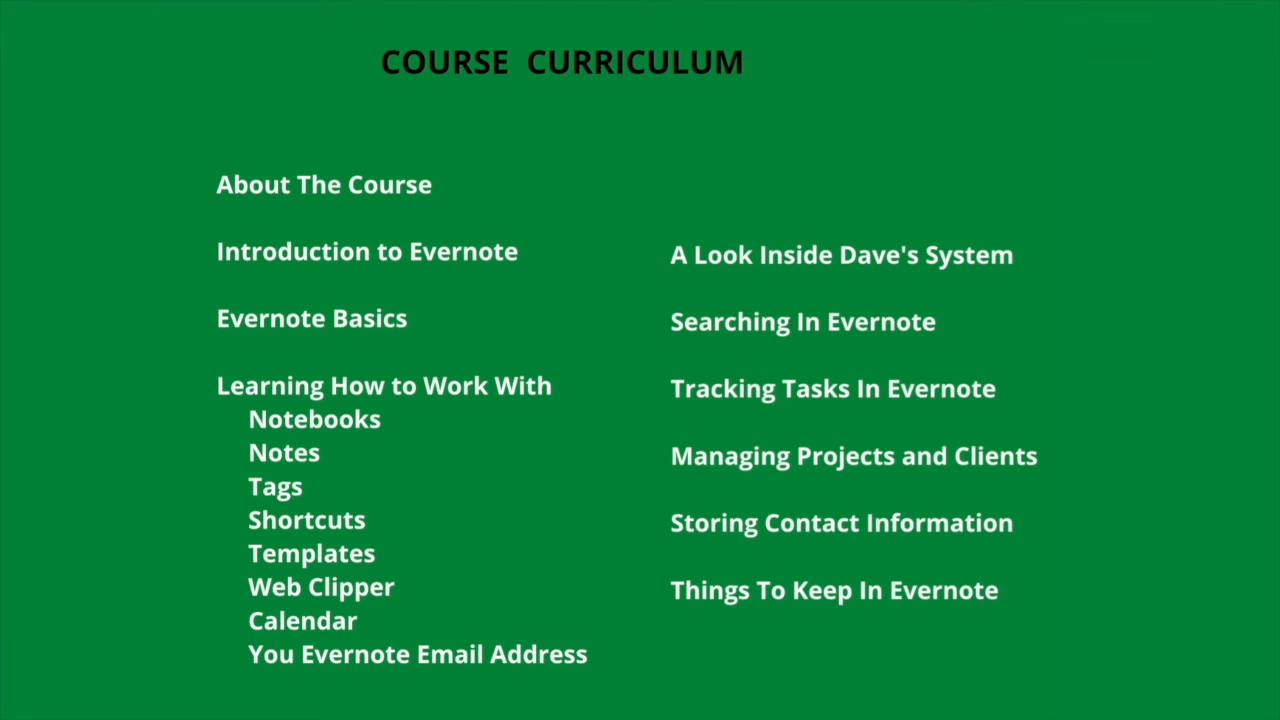 COURSE CURRICULUM
About The Course
Introduction to Evernote
Evernote Basics
Learning How to Work With
Notebooks
Notes
Tags
Shortcuts
Templates
Web Clipper
Calendar
You Evernote Email Address
A Look Inside Dave's System
Searching In Evernote
Tracking Tasks In Evernote
Managing Projects and Clients
Storing Contact Information
Things To Keep In Evernote